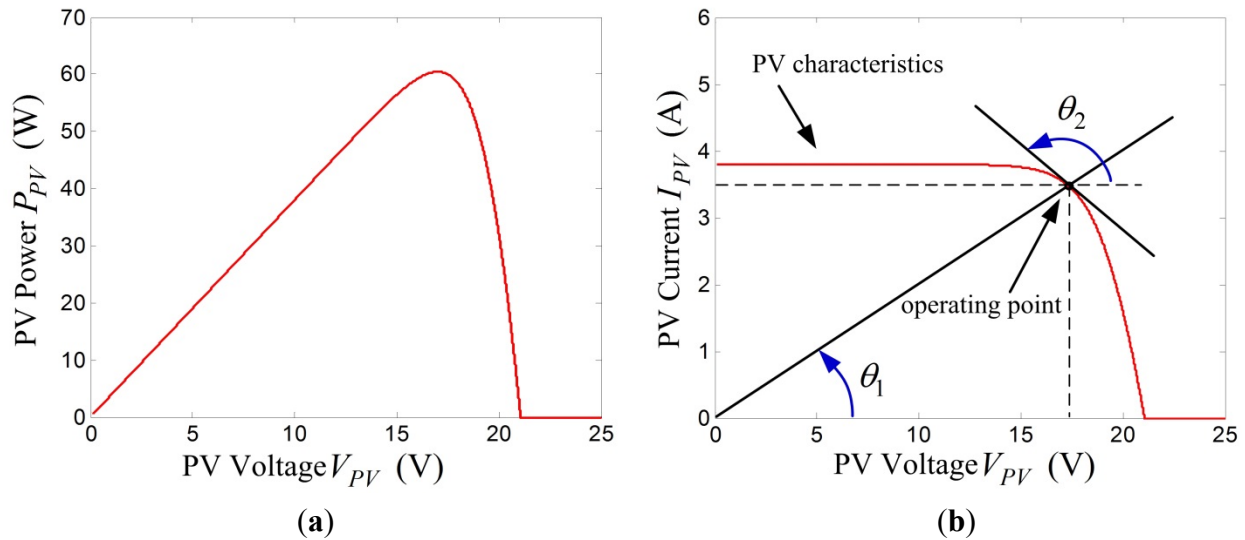 70
60
50
40
30
20
10
0
PV Power P_PV (W)
0 5 10 15 20 25
PV Voltage V_PV (V)
(a)
6
5
4
3
2
1
0
PV Current I_PV (A)
PV characteristics
θ2
operating point
θ1
0 5 10 15 20 25
PV Voltage V_PV (V)
(b)